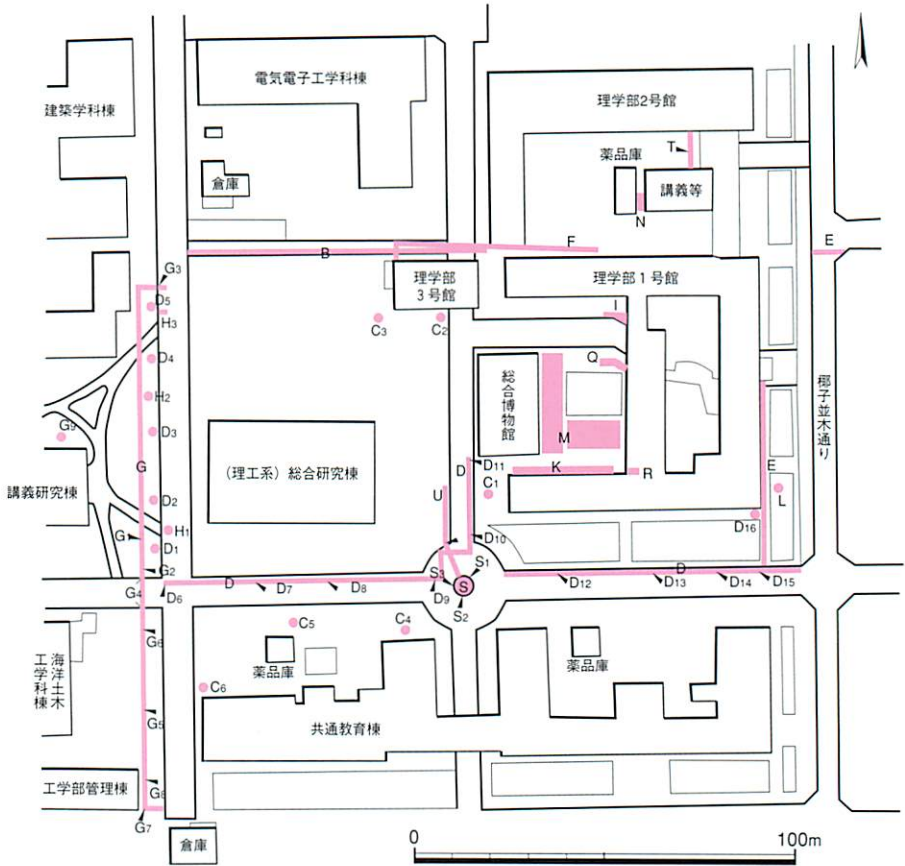 電気電子工学科棟
理学部2号館
建築学科棟
薬品庫
T
倉庫
講義等
N
E
F
B
G3
理学部
3号館
理学部1号館
D5
H3
C3
C2
I
D4
Q
総合博物館
椰子並木通り
H2
G9
D3
M
G
(理工系)総合研究棟
D
D11
K
R
E
講義研究棟
U
C1
L
D2
H1
D16
G1
D1
D10
G2
S1
D
D
G4
D6
D7
D8
S3
S
D12
D13
D14
D15
D9
S2
C5
C4
G6
海洋土木
工学科棟
薬品庫
薬品庫
C6
G5
共通教育棟
工学部管理棟
G8
G7
倉庫
0
100m